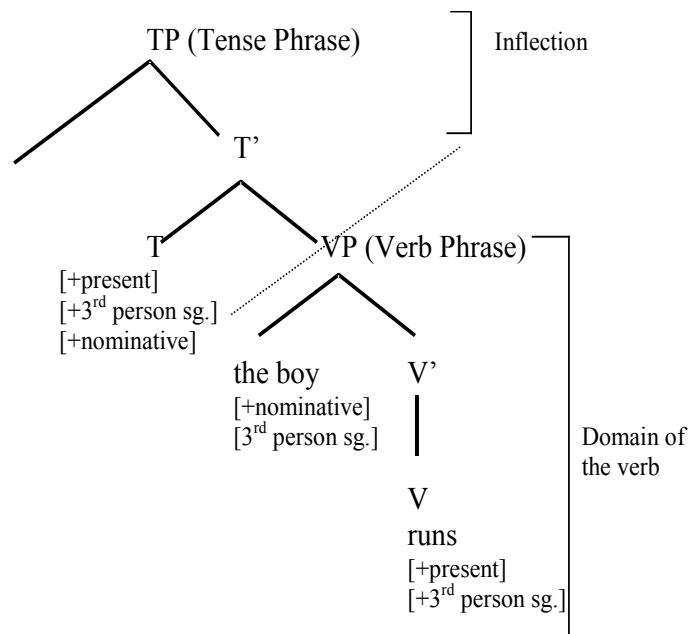 TP (Tense Phrase)
Inflection
T’
T
VP (Verb Phrase)
[+present]
[+3rd person sg.]
[+nominative]
the boy
V’
[+nominative]
[3rd person sg.]
Domain of
the verb
V
runs
[+present]
[+3rd person sg.]